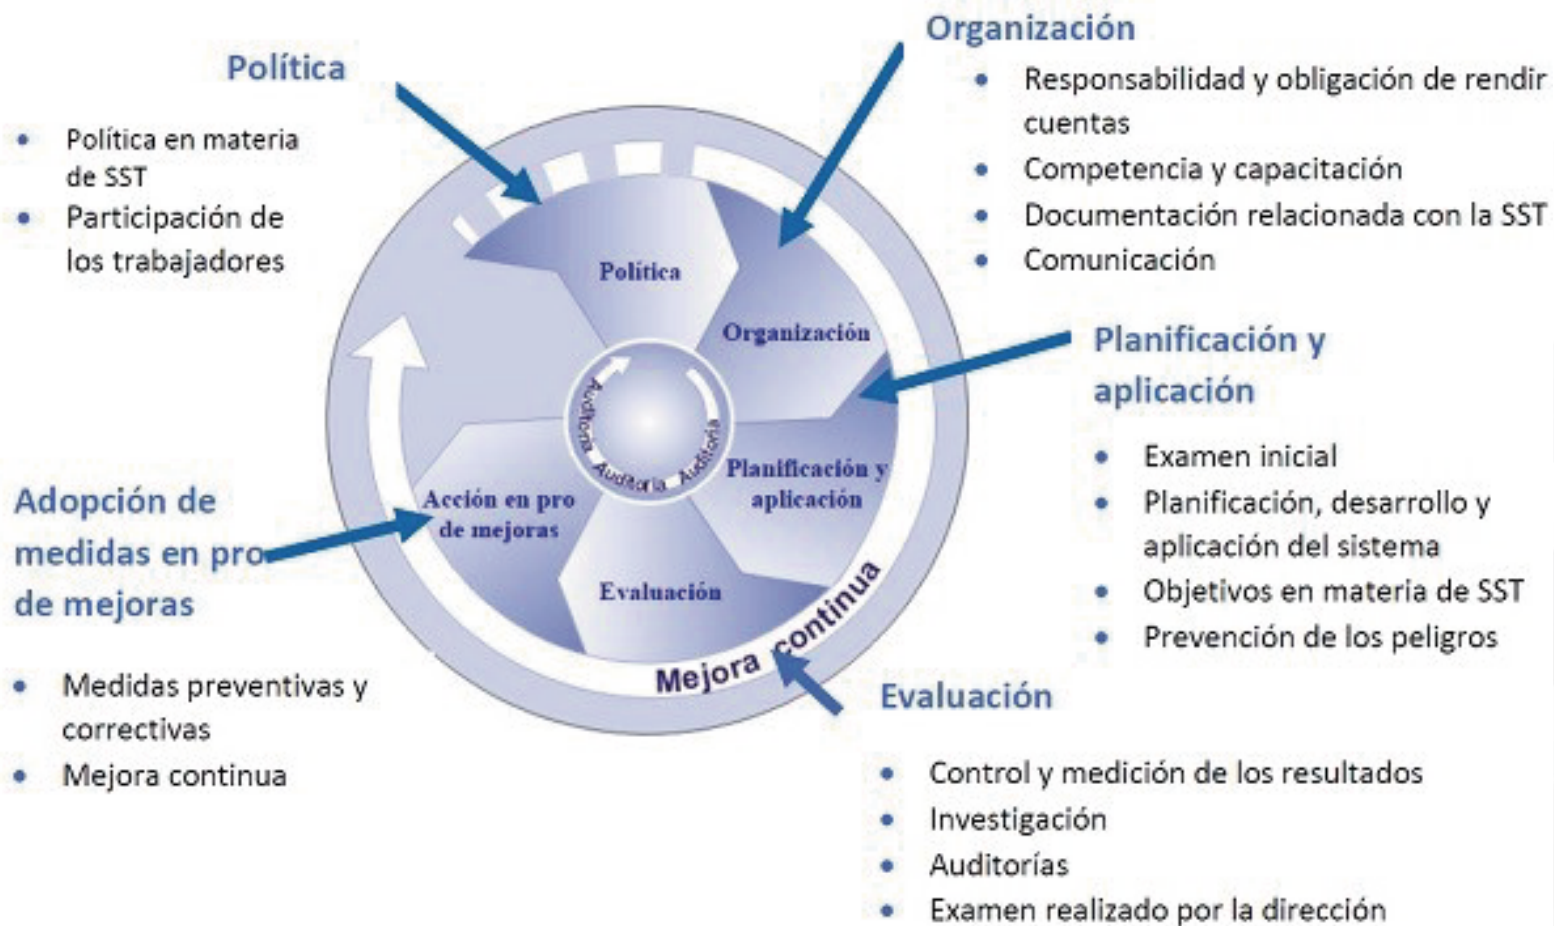 Política
Política en materia
de SST
Participación de
los trabajadores
Organización
Responsabilidad y obligación de rendir
cuentas
Competencia y capacitación
Documentación relacionada con la SST
Comunicación
Planificación y
aplicación
Examen inicial
Planificación, desarrollo y
aplicación del sistema
Objetivos en materia de SST
Prevención de los peligros
Evaluación
Control y medición de los resultados
Investigación
Auditorías
Examen realizado por la dirección
Adopción de
medidas en pro
de mejoras
Medidas preventivas y
correctivas
Mejora continua
Política
Organización
Planificación y
aplicación
Evaluación
Acción en pro
de mejoras
Auditoría Auditoría Auditoría
Mejora continua